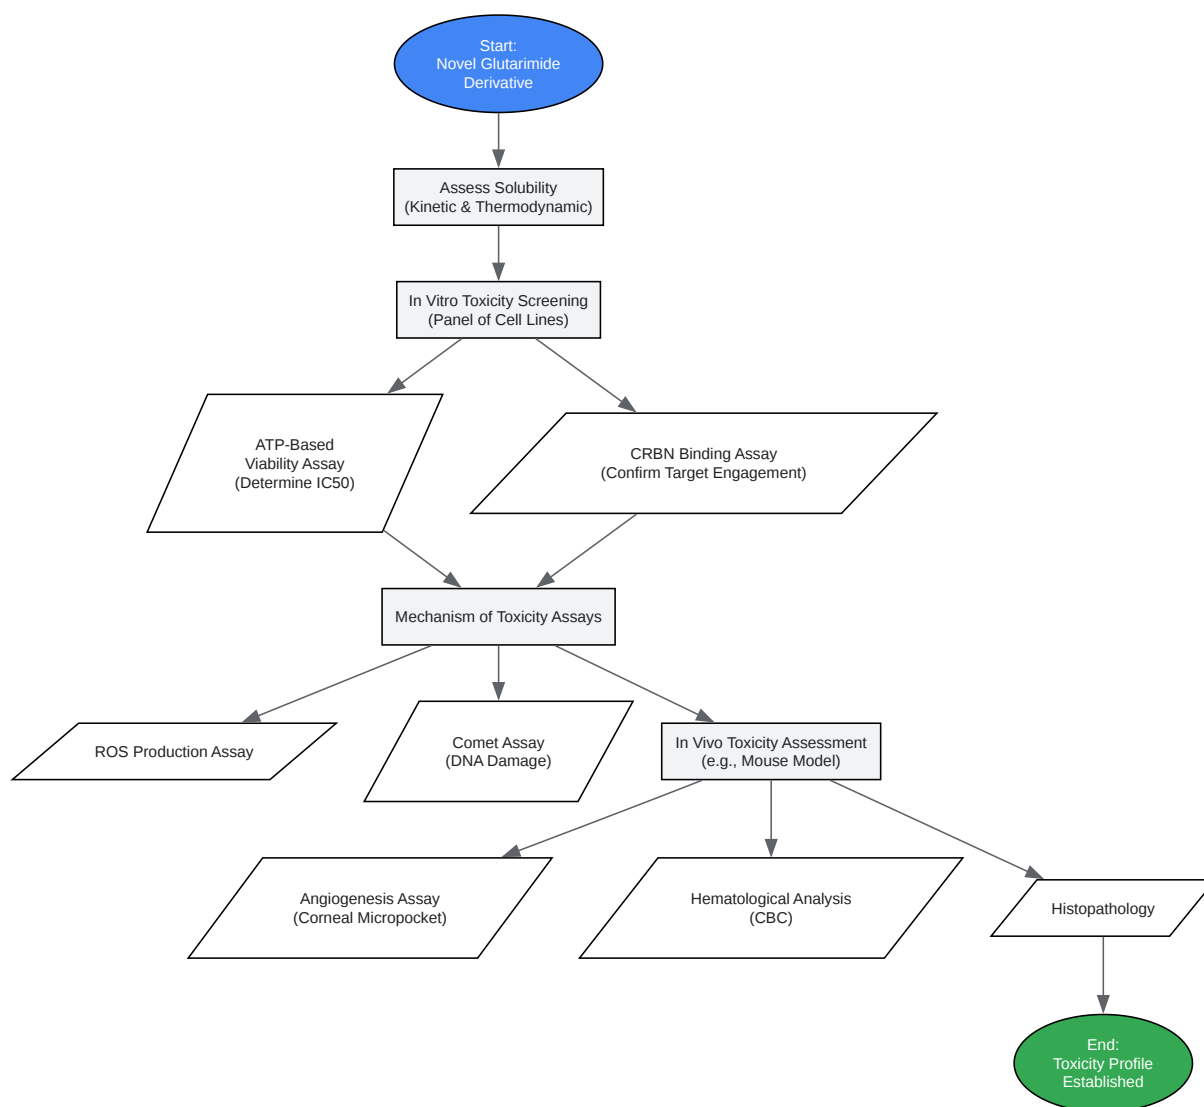 Start:
Novel Glutarimide
Derivative
Assess Solubility
(Kinetic & Thermodynamic)
In Vitro Toxicity Screening
(Panel of Cell Lines)
ATP-Based
Viability Assay
(Determine IC50)
CRBN Binding Assay
(Confirm Target Engagement)
Mechanism of Toxicity Assays
ROS Production Assay
Comet Assay
(DNA Damage)
In Vivo Toxicity Assessment
(e.g., Mouse Model)
Angiogenesis Assay
(Corneal Micropocket)
Hematological Analysis
(CBC)
Histopathology
End:
Toxicity Profile
Established